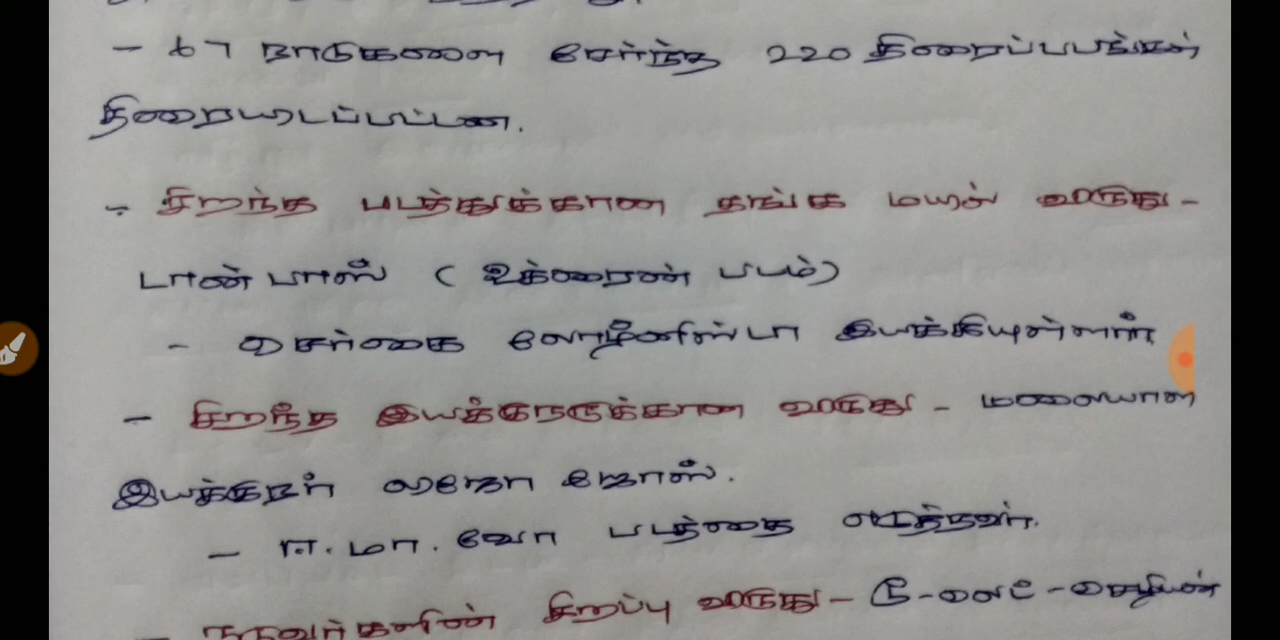 - 67 நாடுகளை சேர்ந்த 220 திரைப்படங்கள்
திரையிடப்பட்டன.
- சிறந்த படத்துக்கான தங்க மயில் விருது -
டான்பாஸ் ( உக்ரைன் படம்)
- செர்கை லோழ்னிஸ்டா இயக்கியுள்ளார்
- சிறந்த இயக்குநருக்கான விருது - மலையாள
இயக்குநர் லிஜோ ஜோஸ்.
- ஈ. மா. யோ படத்தை எடுத்தவர்.
- நடுவர்களின் சிறப்பு விருது -